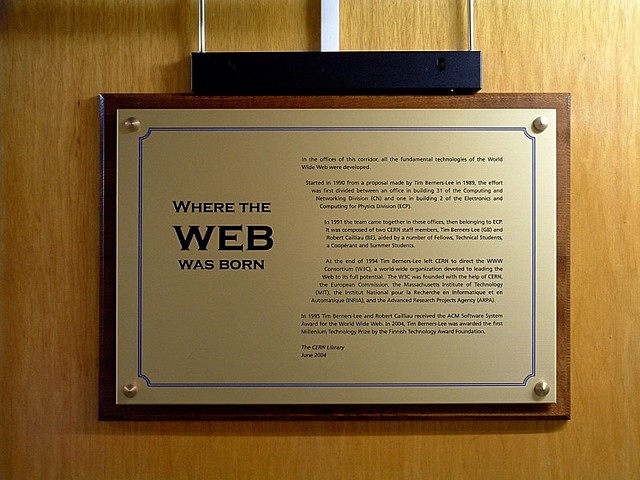 WHERE THE
WEB
WAS BORN
In the offices of this corridor, all the fundamental technologies of the World
Wide Web were developed.
Started in 1990 from a proposal made by Tim Berners-Lee in 1989, the effort
was first divided between an office in building 31 of the Computing and
Networking Division (CN) and one in building 2 of the Electronics and
Computing for Physics Division (ECP).
In 1991 the team came together in these offices, then belonging to ECP.
It was composed of two CERN staff members, Tim Berners-Lee (GB) and
Robert Cailliau (BE), aided by a number of Fellows, Technical Students,
a Coopérant and Summer Students.
At the end of 1994 Tim Berners-Lee left CERN to direct the WWW
Consortium (W3C), a world-wide organization devoted to leading the
Web to its full potential. The W3C was founded with the help of CERN,
the European Commission, the Massachusetts Institute of Technology
(MIT), the Institut National pour la Recherche en Informatique et en
Automatique (INRIA), and the Advanced Research Projects Agency (ARPA).
In 1995 Tim Berners-Lee and Robert Cailliau received the ACM Software System
Award for the World Wide Web. In 2004, Tim Berners-Lee was awarded the first
Millenium Technology Prize by the Finnish Technology Award Foundation.
The CERN Library
June 2004